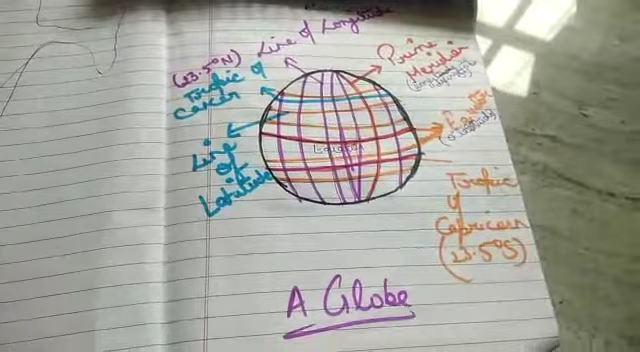 Line of Longitude
(23.5°N)
Tropic of
Cancer
Prime
Meridian
Line
of
Latitude
Tropic
of
Capricorn
(23.5°S)
A Globe